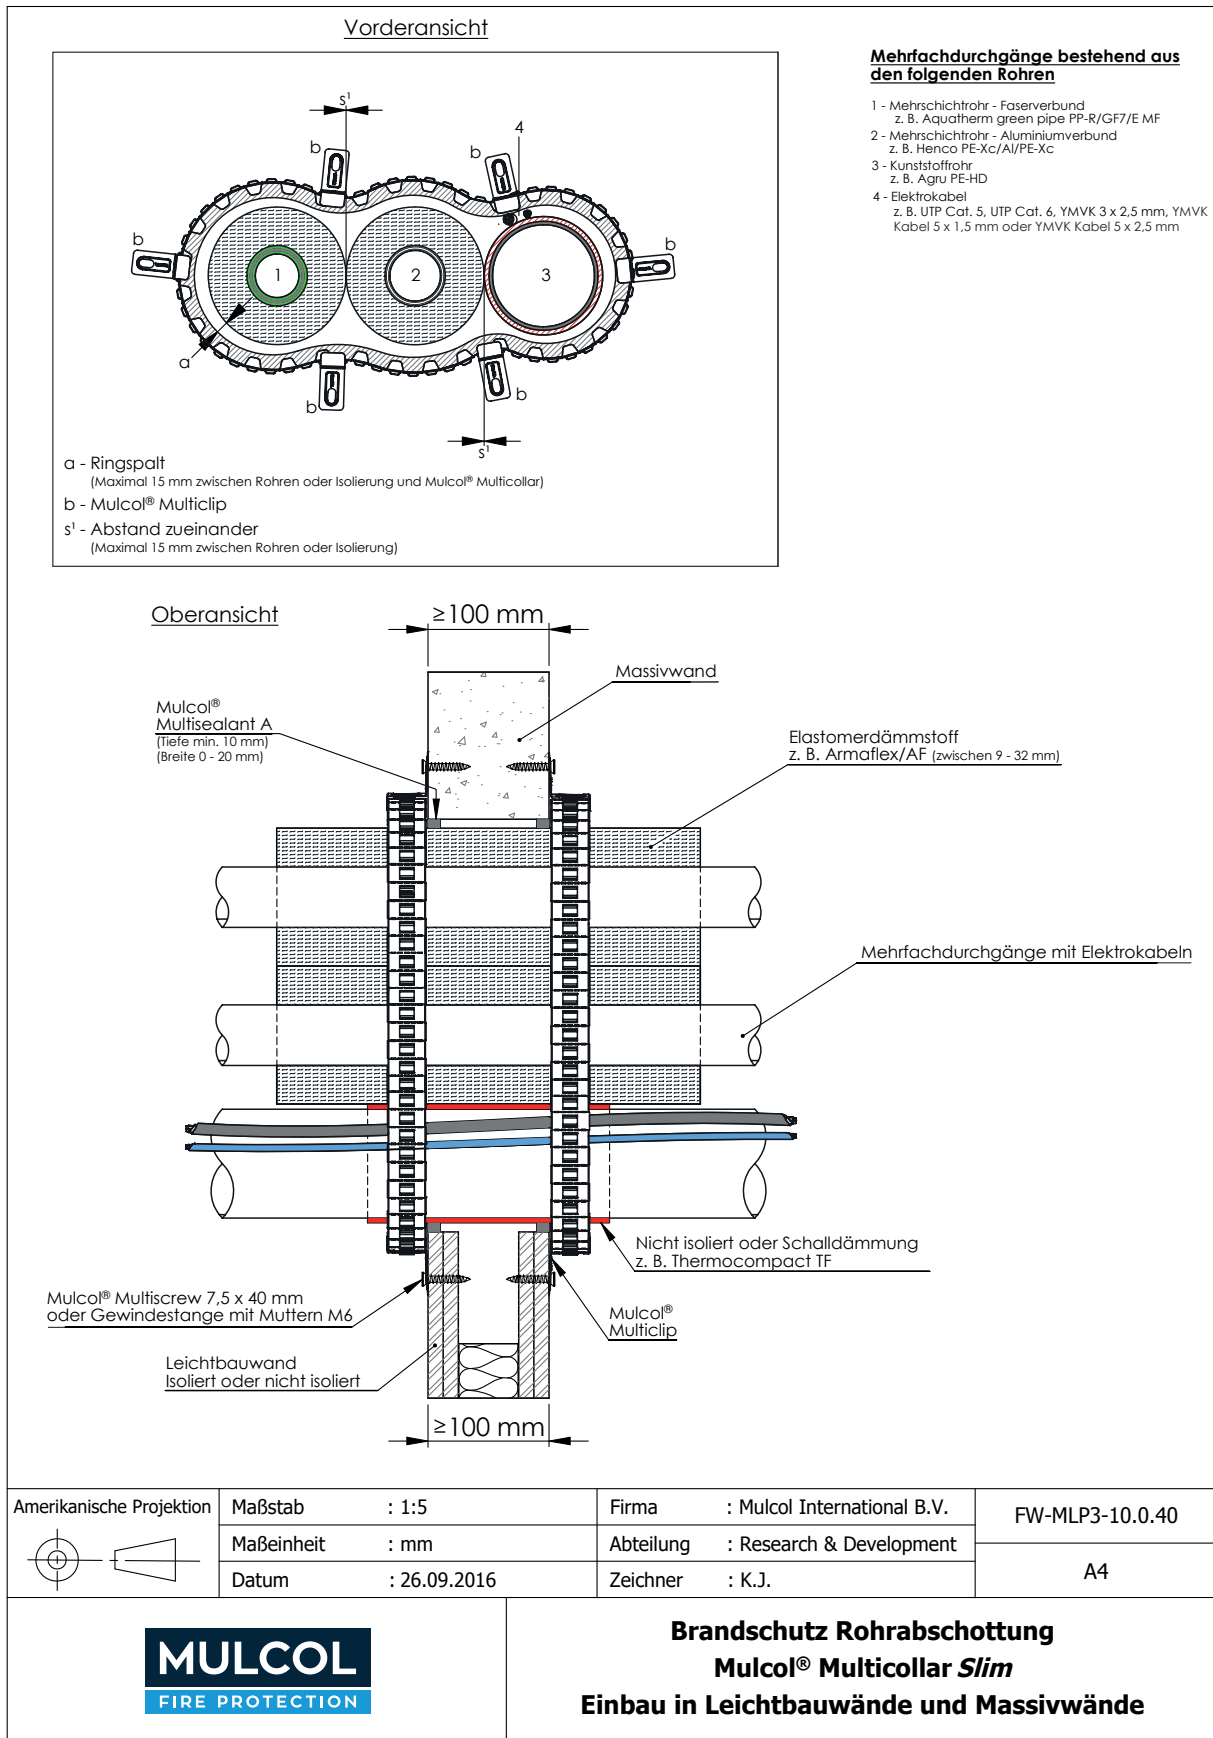 Vorderansicht
s¹
4
b
b
b
b
1
2
3
a
b
b
s¹
a - Ringspalt
(Maximal 15 mm zwischen Rohren oder Isolierung und Mulcol® Multicollar)
b - Mulcol® Multiclip
s¹ - Abstand zueinander
(Maximal 15 mm zwischen Rohren oder Isolierung)
Mehrfachdurchgänge bestehend aus
den folgenden Rohren
1 - Mehrschichtrohr - Faserverbund
z. B. Aquatherm green pipe PP-R/GF7/E MF
2 - Mehrschichtrohr - Aluminiumverbund
z. B. Henco PE-Xc/Al/PE-Xc
3 - Kunststoffrohr
z. B. Agru PE-HD
4 - Elektrokabel
z. B. UTP Cat. 5, UTP Cat. 6, YMVK 3 x 2,5 mm, YMVK
Kabel 5 x 1,5 mm oder YMVK Kabel 5 x 2,5 mm
Oberansicht
≥100 mm
Massivwand
Mulcol®
Multisealant A
(Tiefe min. 10 mm)
(Breite 0 - 20 mm)
Elastomerdämmstoff
z. B. Armaflex/AF (zwischen 9 - 32 mm)
Mehrfachdurchgänge mit Elektrokabeln
Nicht isoliert oder Schalldämmung
z. B. Thermocompact TF
Mulcol® Multiscrew 7,5 x 40 mm
oder Gewindestange mit Muttern M6
Mulcol®
Multiclip
Leichtbauwand
Isoliert oder nicht isoliert
≥100 mm
Amerikanische Projektion
Maßstab : 1:5
Maßeinheit : mm
Datum : 26.09.2016
Firma : Mulcol International B.V.
Abteilung : Research & Development
Zeichner : K.J.
FW-MLP3-10.0.40
A4
MULCOL
FIRE PROTECTION
Brandschutz Rohrabschottung
Mulcol® Multicollar Slim
Einbau in Leichtbauwände und Massivwände